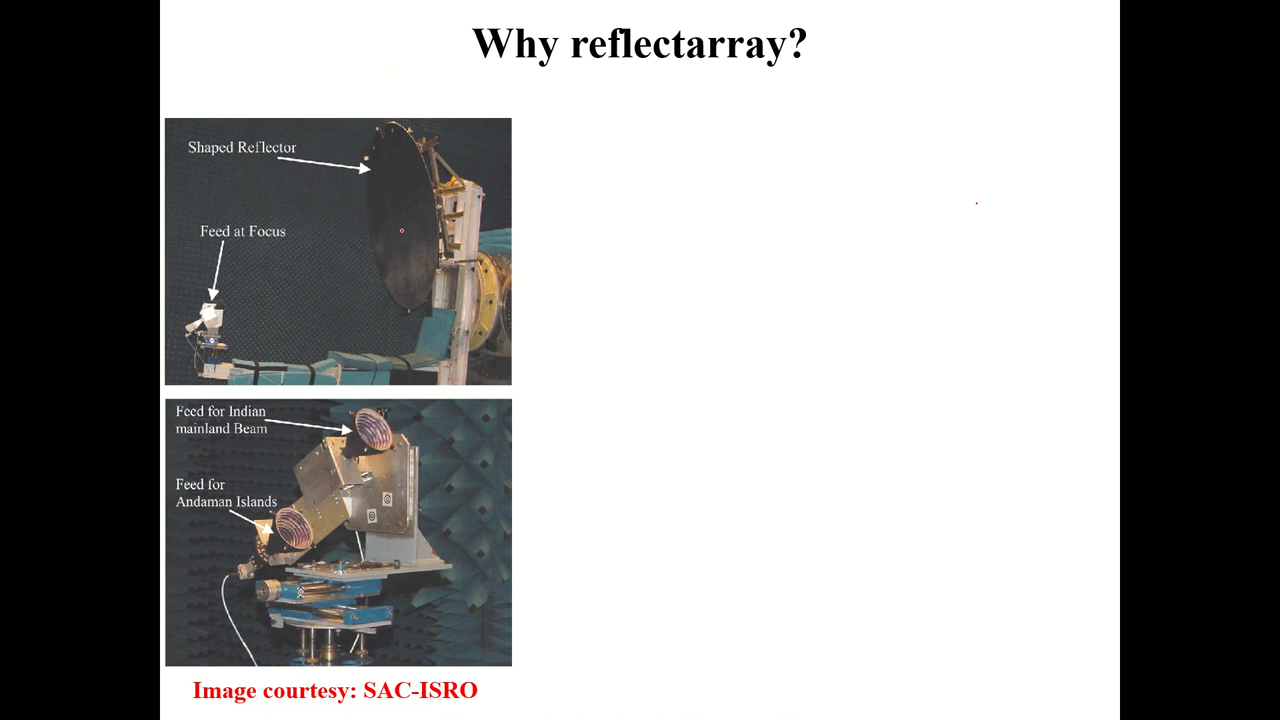 Why reflectarray?
Shaped Reflector
Feed at Focus
Feed for Indian
mainland Beam
Feed for
Andaman Islands
Image courtesy: SAC-ISRO